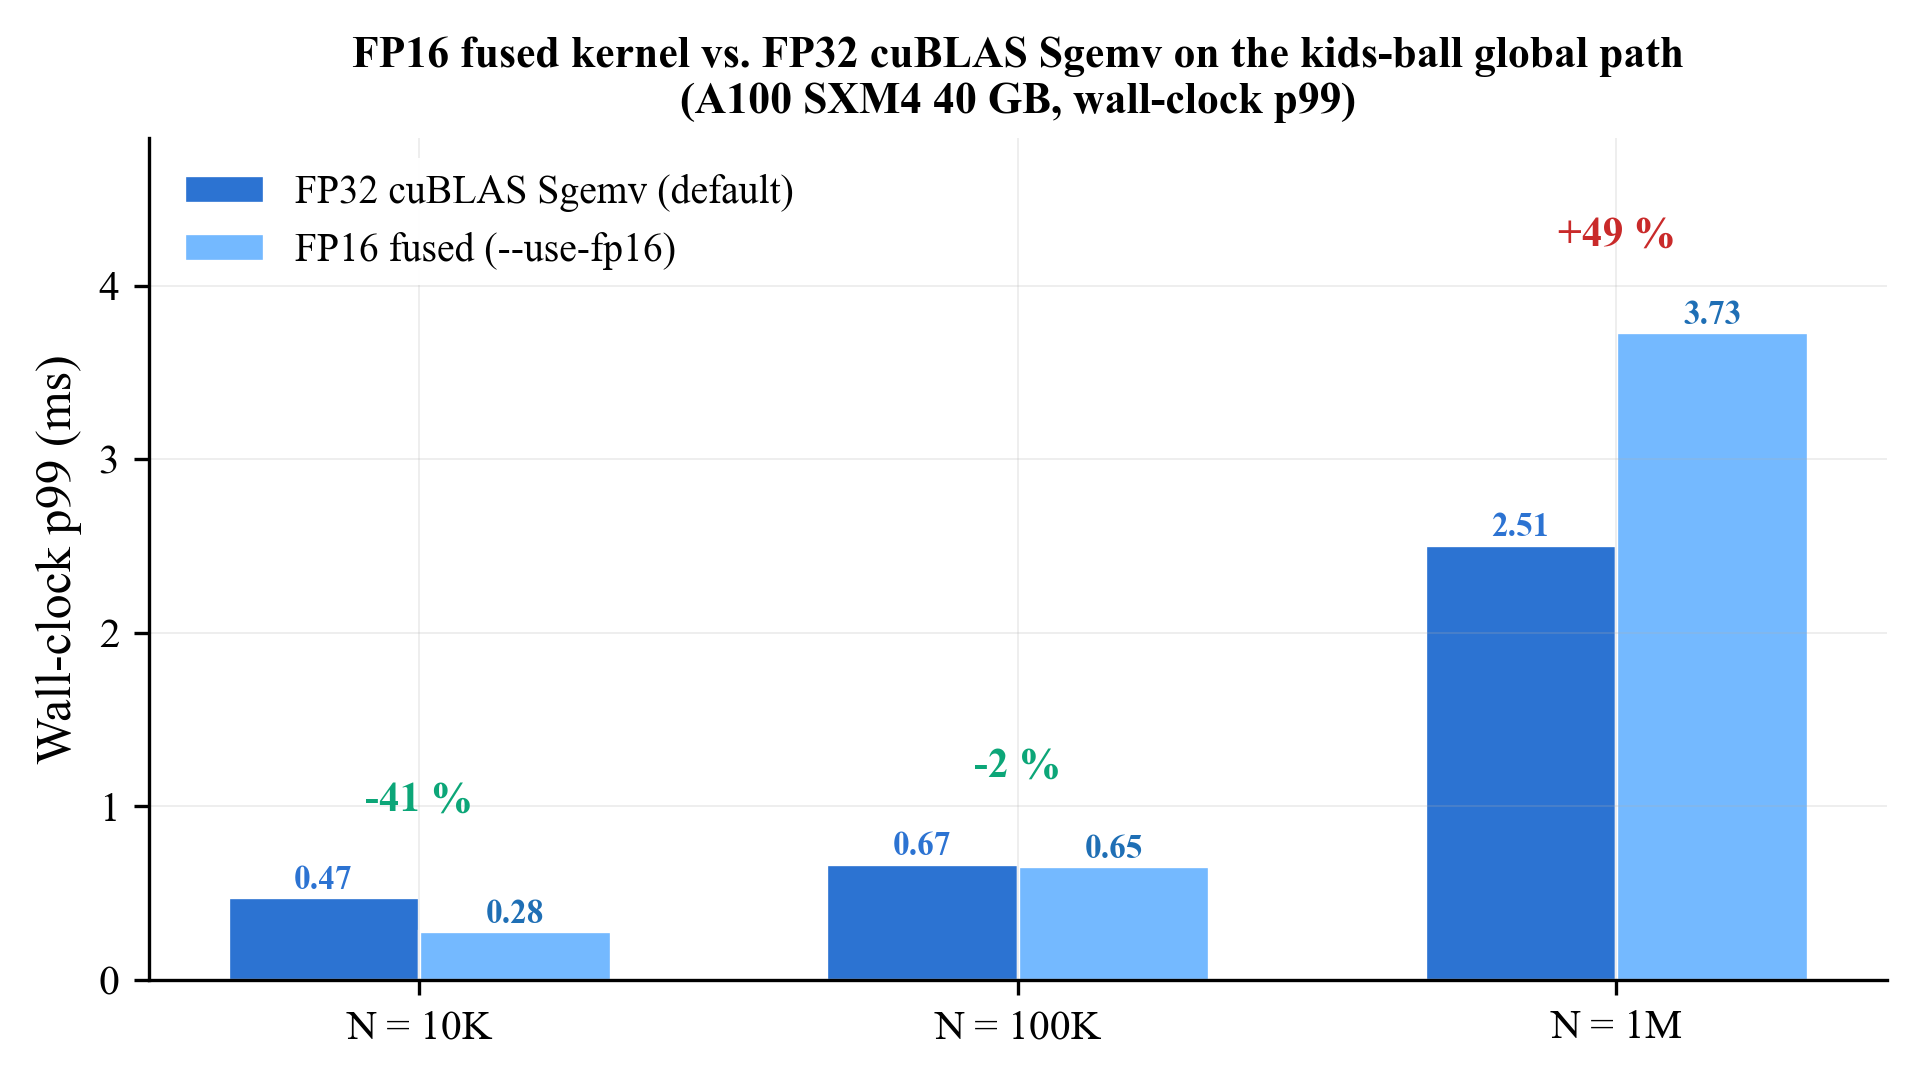 FP16 fused kernel vs. FP32 cuBLAS Sgemv on the kids-ball global path
(A100 SXM4 40 GB, wall-clock p99)
FP32 cuBLAS Sgemv (default)
FP16 fused (--use-fp16)
Wall-clock p99 (ms)
4
3
2
1
0
-41 %
0.47
0.28
-2 %
0.67
0.65
+49 %
2.51
3.73
N = 10K
N = 100K
N = 1M